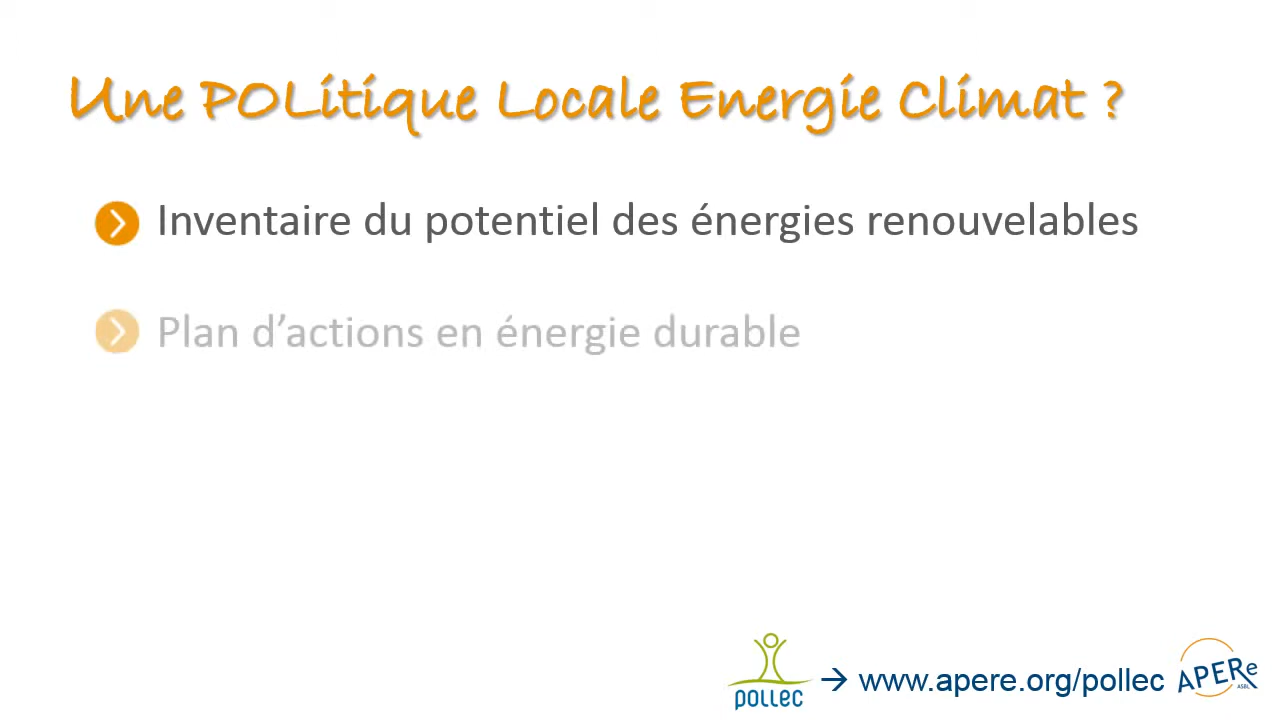 Une POLitique Locale Energie Climat ?
Inventaire du potentiel des énergies renouvelables
Plan d’actions en énergie durable
pollec → www.apere.org/pollec APERe ASBL